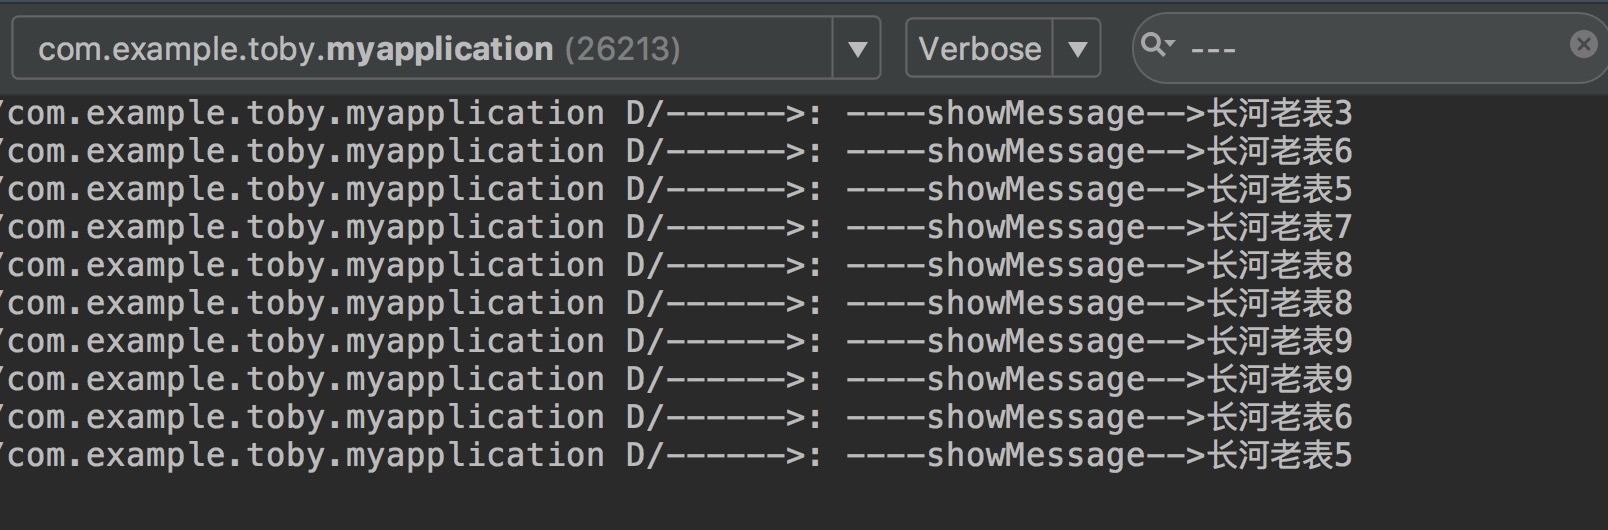 com.example.toby.myapplication (26213) Verbose ---
/com.example.toby.myapplication D/------>: ----showMessage-->长河老表3
/com.example.toby.myapplication D/------>: ----showMessage-->长河老表6
/com.example.toby.myapplication D/------>: ----showMessage-->长河老表5
/com.example.toby.myapplication D/------>: ----showMessage-->长河老表7
/com.example.toby.myapplication D/------>: ----showMessage-->长河老表8
/com.example.toby.myapplication D/------>: ----showMessage-->长河老表8
/com.example.toby.myapplication D/------>: ----showMessage-->长河老表9
/com.example.toby.myapplication D/------>: ----showMessage-->长河老表9
/com.example.toby.myapplication D/------>: ----showMessage-->长河老表6
/com.example.toby.myapplication D/------>: ----showMessage-->长河老表5